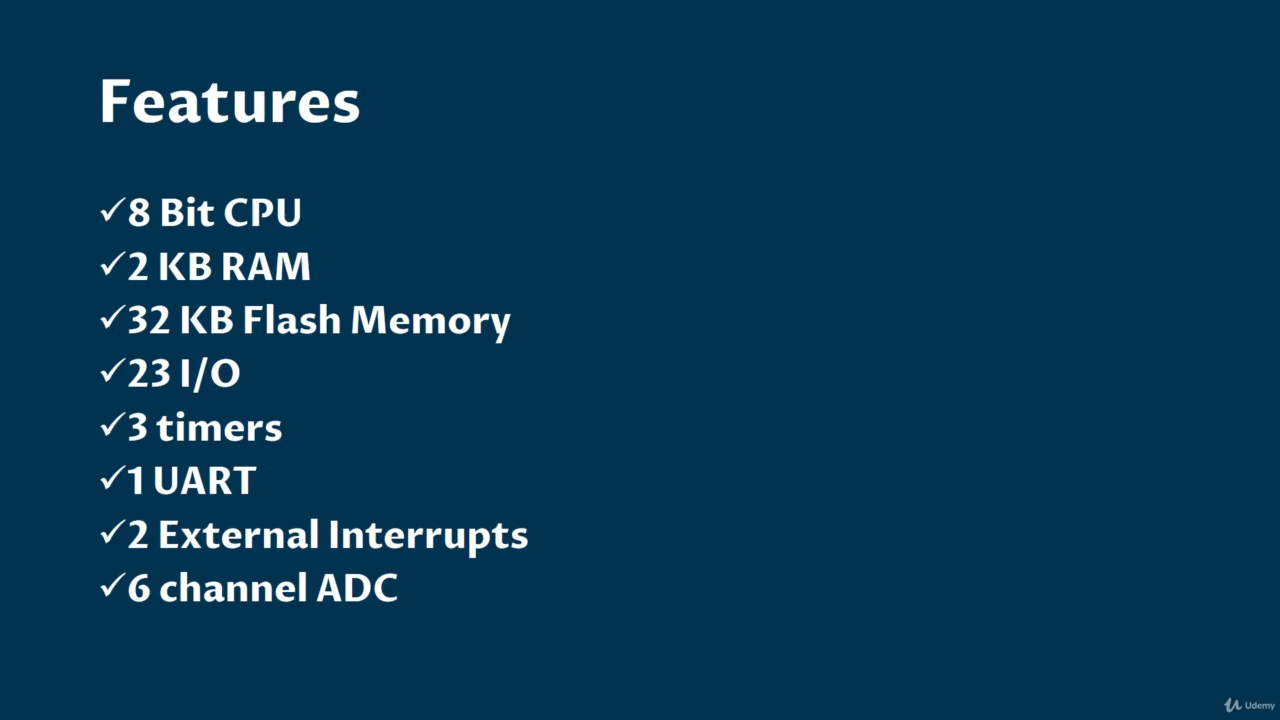 Features
✓8 Bit CPU
✓2 KB RAM
✓32 KB Flash Memory
✓23 I/O
✓3 timers
✓1 UART
✓2 External Interrupts
✓6 channel ADC
Udemy